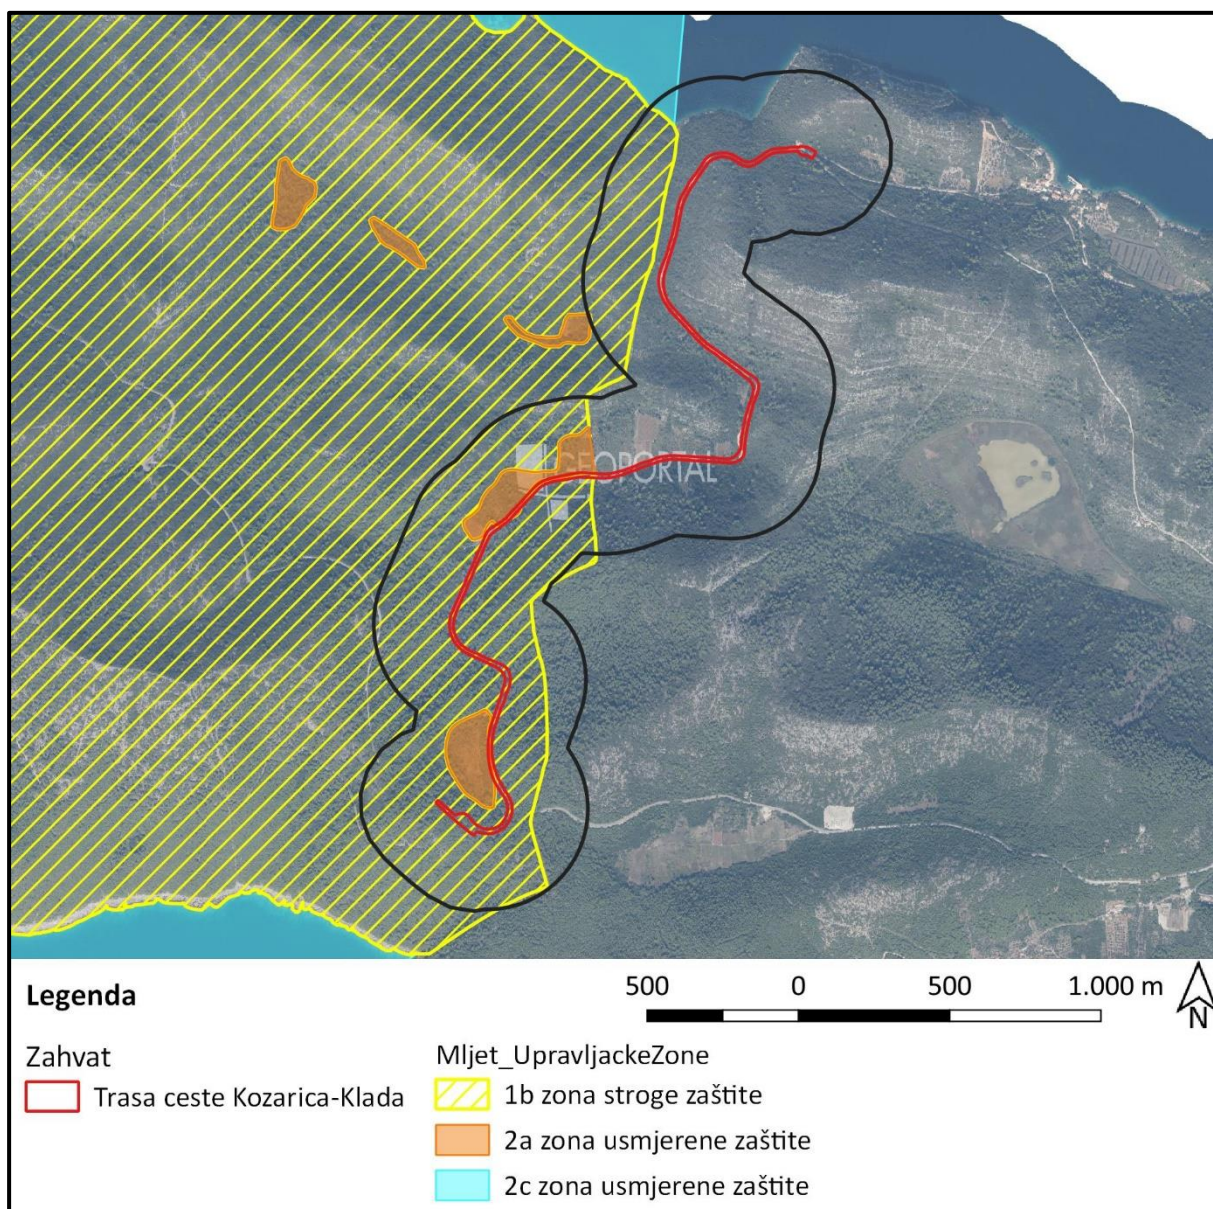 GEOPORTAL
Legenda
500 0 500 1.000 m
N
Zahvat
Trasa ceste Kozarica-Klada
Mljet_UpravljackeZone
1b zona stroge zaštite
2a zona usmjerene zaštite
2c zona usmjerene zaštite